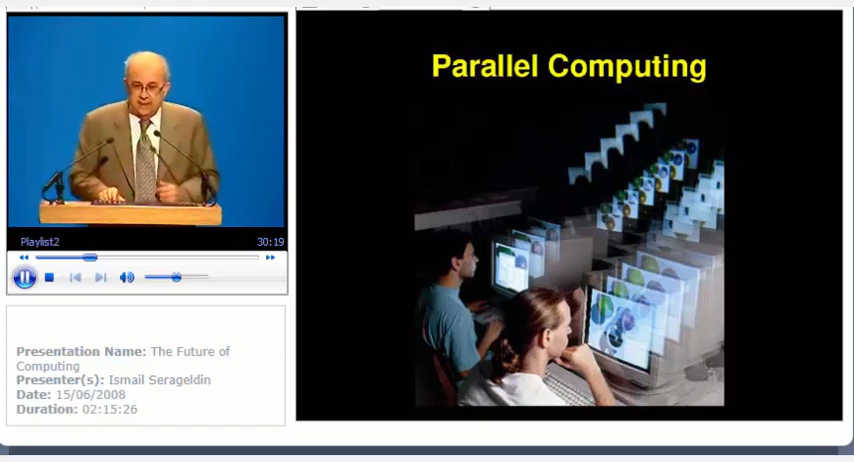 Parallel Computing
Playlist2 30:19
Presentation Name: The Future of
Computing
Presenter(s): Ismail Serageldin
Date: 15/06/2008
Duration: 02:15:26